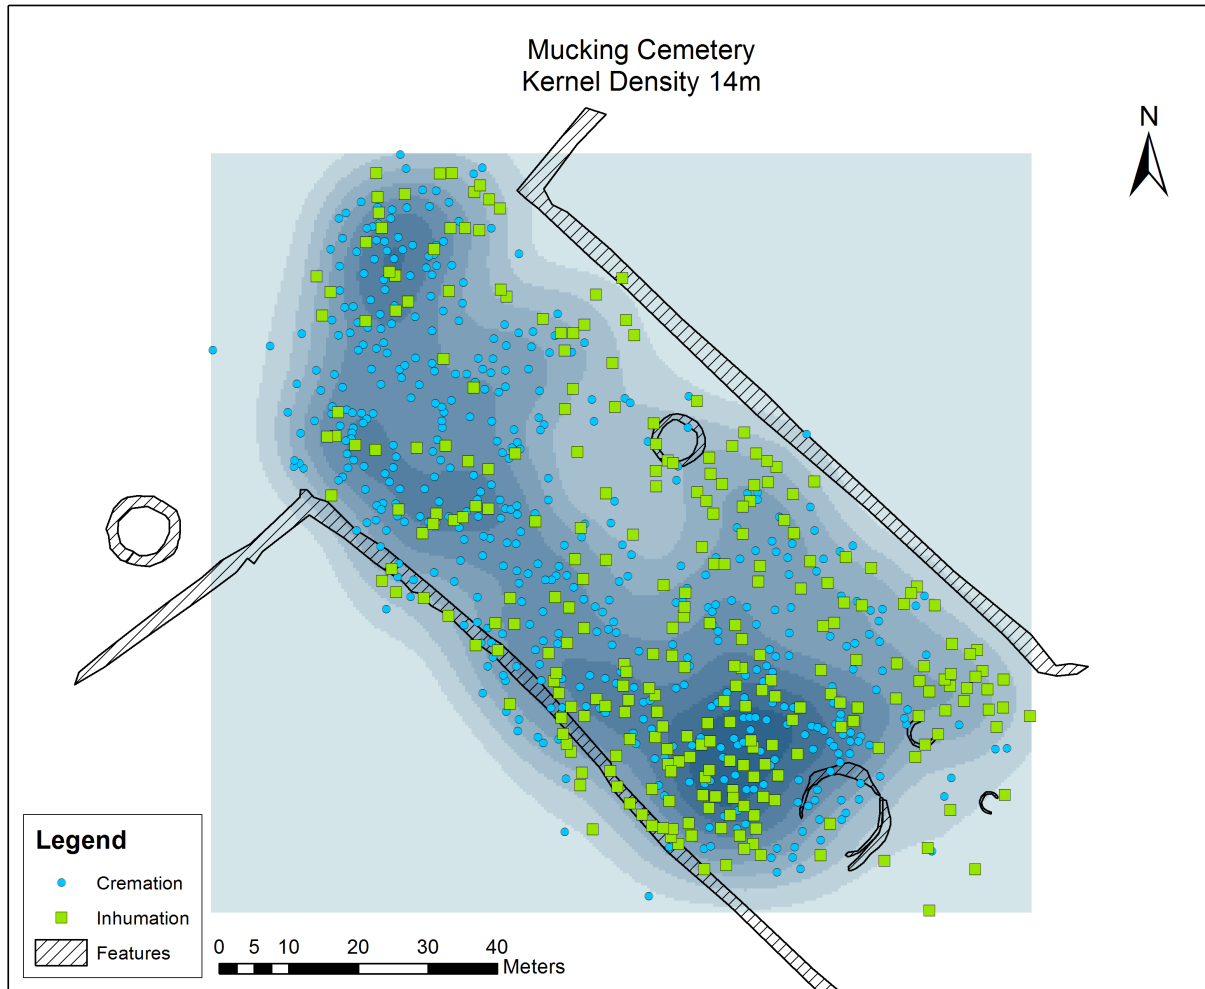 Mucking Cemetery
Kernel Density 14m
N
Legend
Cremation
Inhumation
Features
0 5 10 20 30 40
Meters